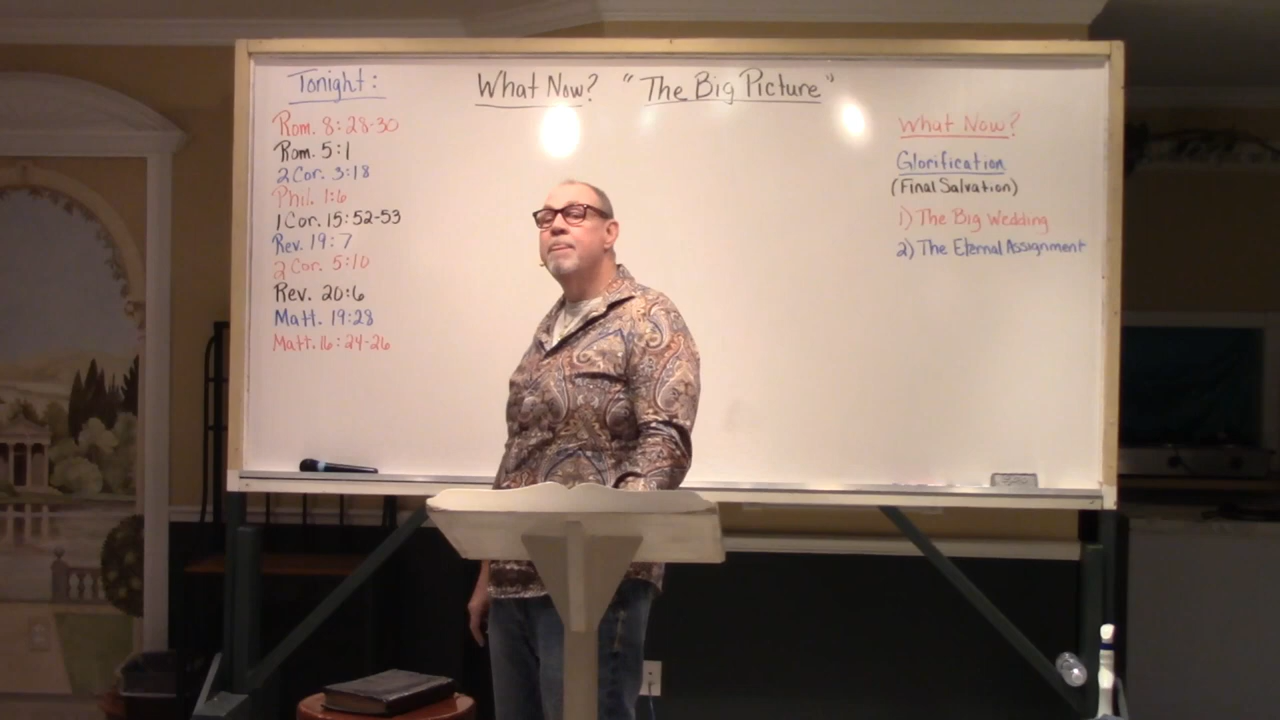 Tonight:
Rom. 8:28-30
Rom. 5:1
2 Cor. 3:18
Phil. 1:6
1 Cor. 15:52-53
Rev. 19:7
2 Cor. 5:10
Rev. 20:6
Matt. 19:28
Matt. 16:24-26
What Now? "The Big Picture"
What Now?
Glorification
(Final Salvation)
1) The Big Wedding
2) The Eternal Assignment